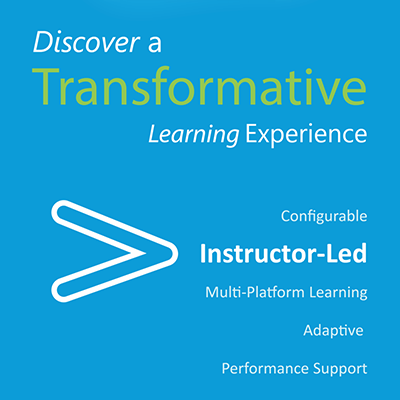 Discover a
Transformative
Learning Experience
Configurable
Instructor-Led
Multi-Platform Learning
Adaptive
Performance Support